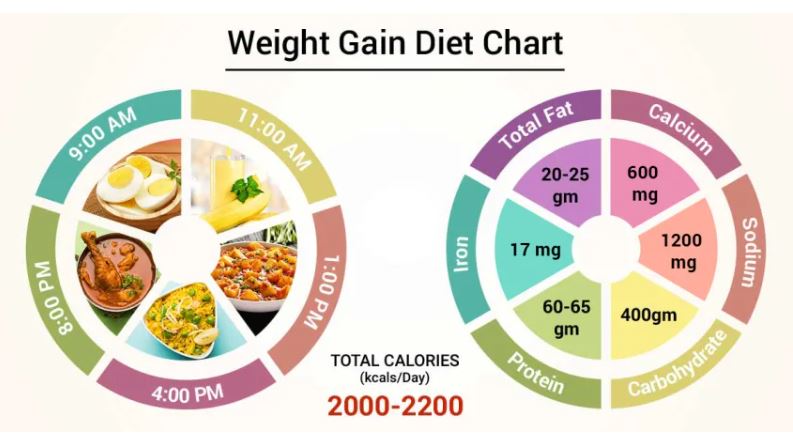 Weight Gain Diet Chart
9:00 AM
11:00 AM
1:00 PM
4:00 PM
8:00 PM
TOTAL CALORIES
(kcals/Day)
2000-2200
Total Fat
20-25
gm
Calcium
600
mg
Sodium
1200
mg
Carbohydrate
400gm
Protein
60-65
gm
Iron
17 mg